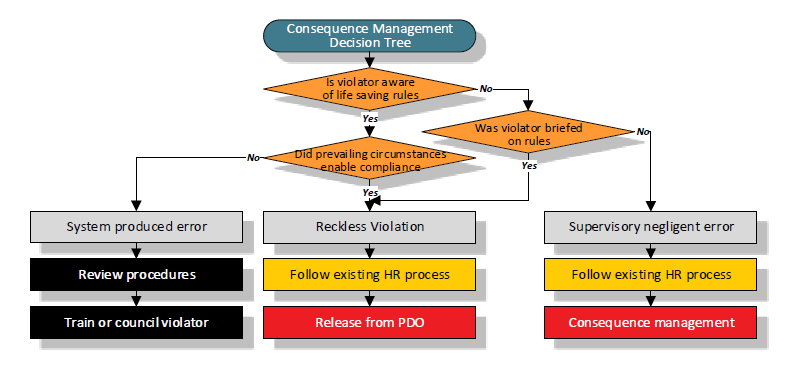 Consequence Management
Decision Tree
Is violator aware
of life saving rules
No
Yes
Was violator briefed
on rules
No
Yes
Did prevailing circumstances
enable compliance
No
Yes
System produced error
Reckless Violation
Supervisory negligent error
Review procedures
Follow existing HR process
Follow existing HR process
Train or council violator
Release from PDO
Consequence management